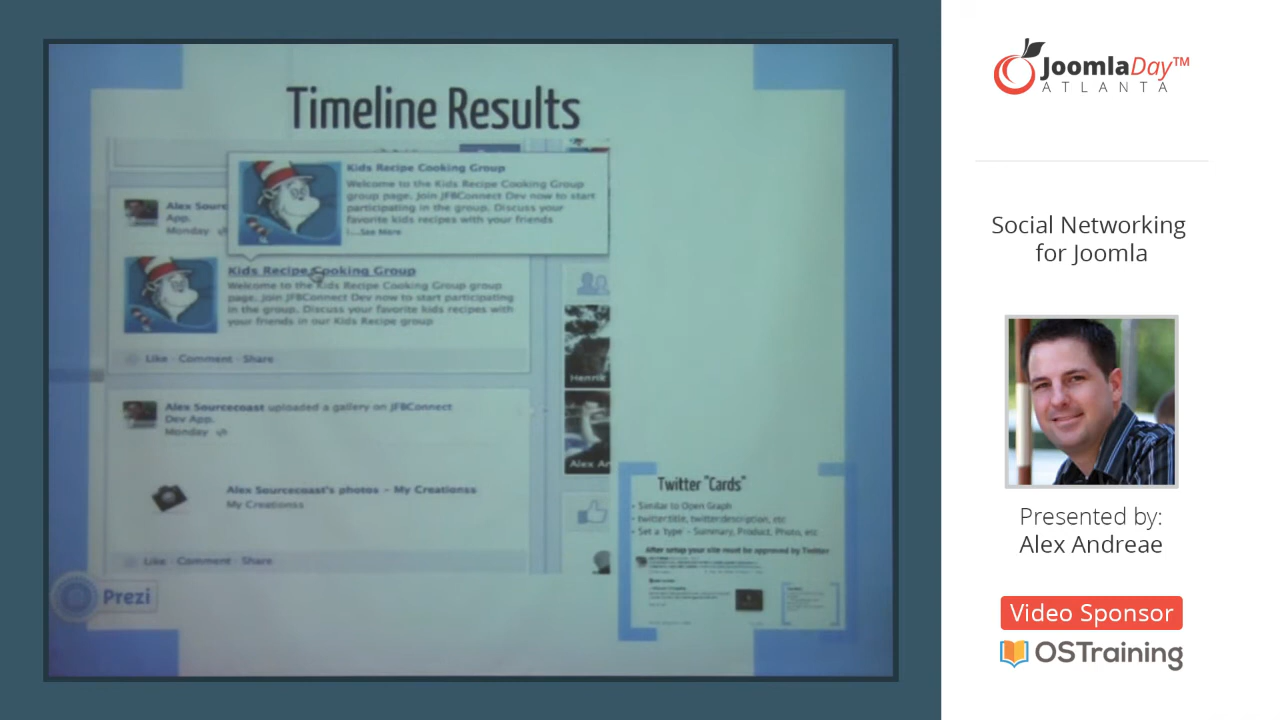 Timeline Results
Kids Recipe Cooking Group
Welcome to the Kids Recipe Cooking Group
group page. Join JFBConnect Dev now to start
participating in the group. Discuss your
favorite kids recipes with your friends
i...See More
Alex Source
App.
Monday
Kids Recipe Cooking Group
Welcome to the Kids Recipe Cooking Group group
page. Join JFBConnect Dev now to start participating
in the group. Discuss your favorite kids recipes with
your friends in our Kids Recipe group
Like · Comment · Share
Henrik
Alex Sourcecoast uploaded a gallery on JFBConnect
Dev App.
Monday
Alex An
Alex Sourcecoast's photos - My Creationss
My Creationss
Like · Comment · Share
Prezi
Twitter "Cards"
• Similar to Open Graph
• twitter:title, twitter:description, etc
• Set a 'type' - Summary, Product, Photo, etc
After setup your site must be approved by Twitter
JoomlaDay™
ATLANTA
Social Networking
for Joomla
Presented by:
Alex Andreae
Video Sponsor
OSTraining